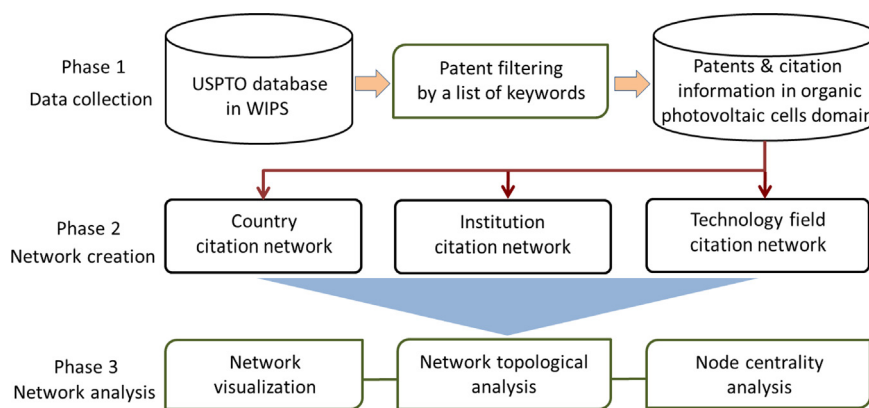 Phase 1
Data collection
USPTO database
in WIPS
Patent filtering
by a list of keywords
Patents & citation
information in organic
photovoltaic cells domain
Phase 2
Network creation
Country
citation network
Institution
citation network
Technology field
citation network
Phase 3
Network analysis
Network
visualization
Network topological
analysis
Node centrality
analysis